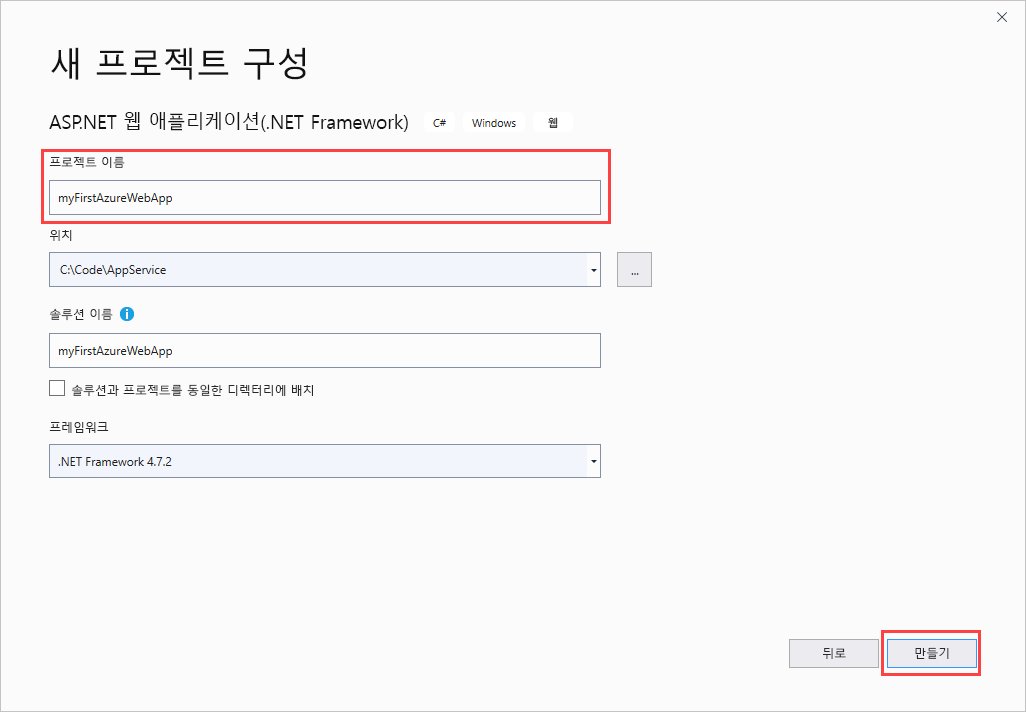 새 프로젝트 구성
ASP.NET 웹 애플리케이션(.NET Framework) C# Windows 웹
프로젝트 이름
myFirstAzureWebApp
위치
C:\Code\AppService
...
솔루션 이름
myFirstAzureWebApp
솔루션과 프로젝트를 동일한 디렉터리에 배치
프레임워크
.NET Framework 4.7.2
뒤로 만들기